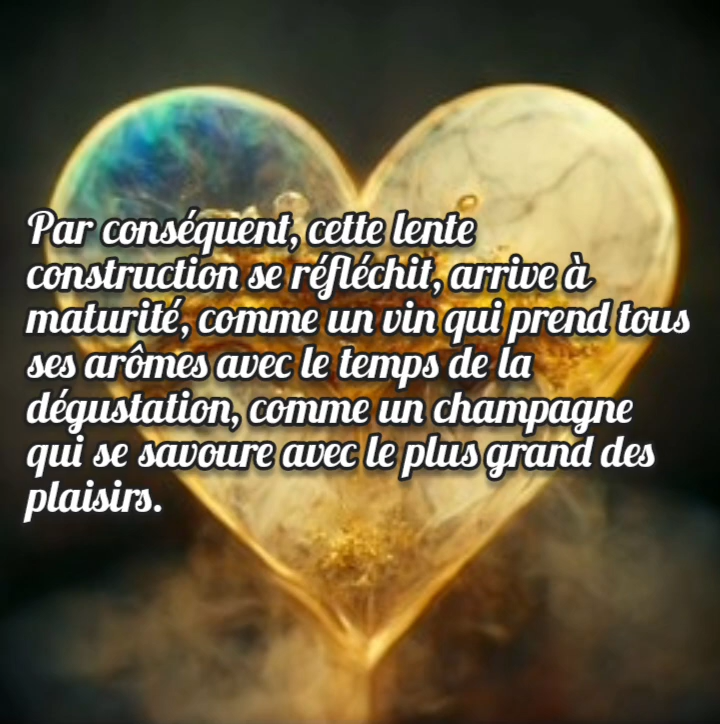 Par conséquent, cette lente
construction se réfléchit, arrive à
maturité, comme un vin qui prend tous
ses arômes avec le temps de la
dégustation, comme un champagne
qui se savoure avec le plus grand des
plaisirs.